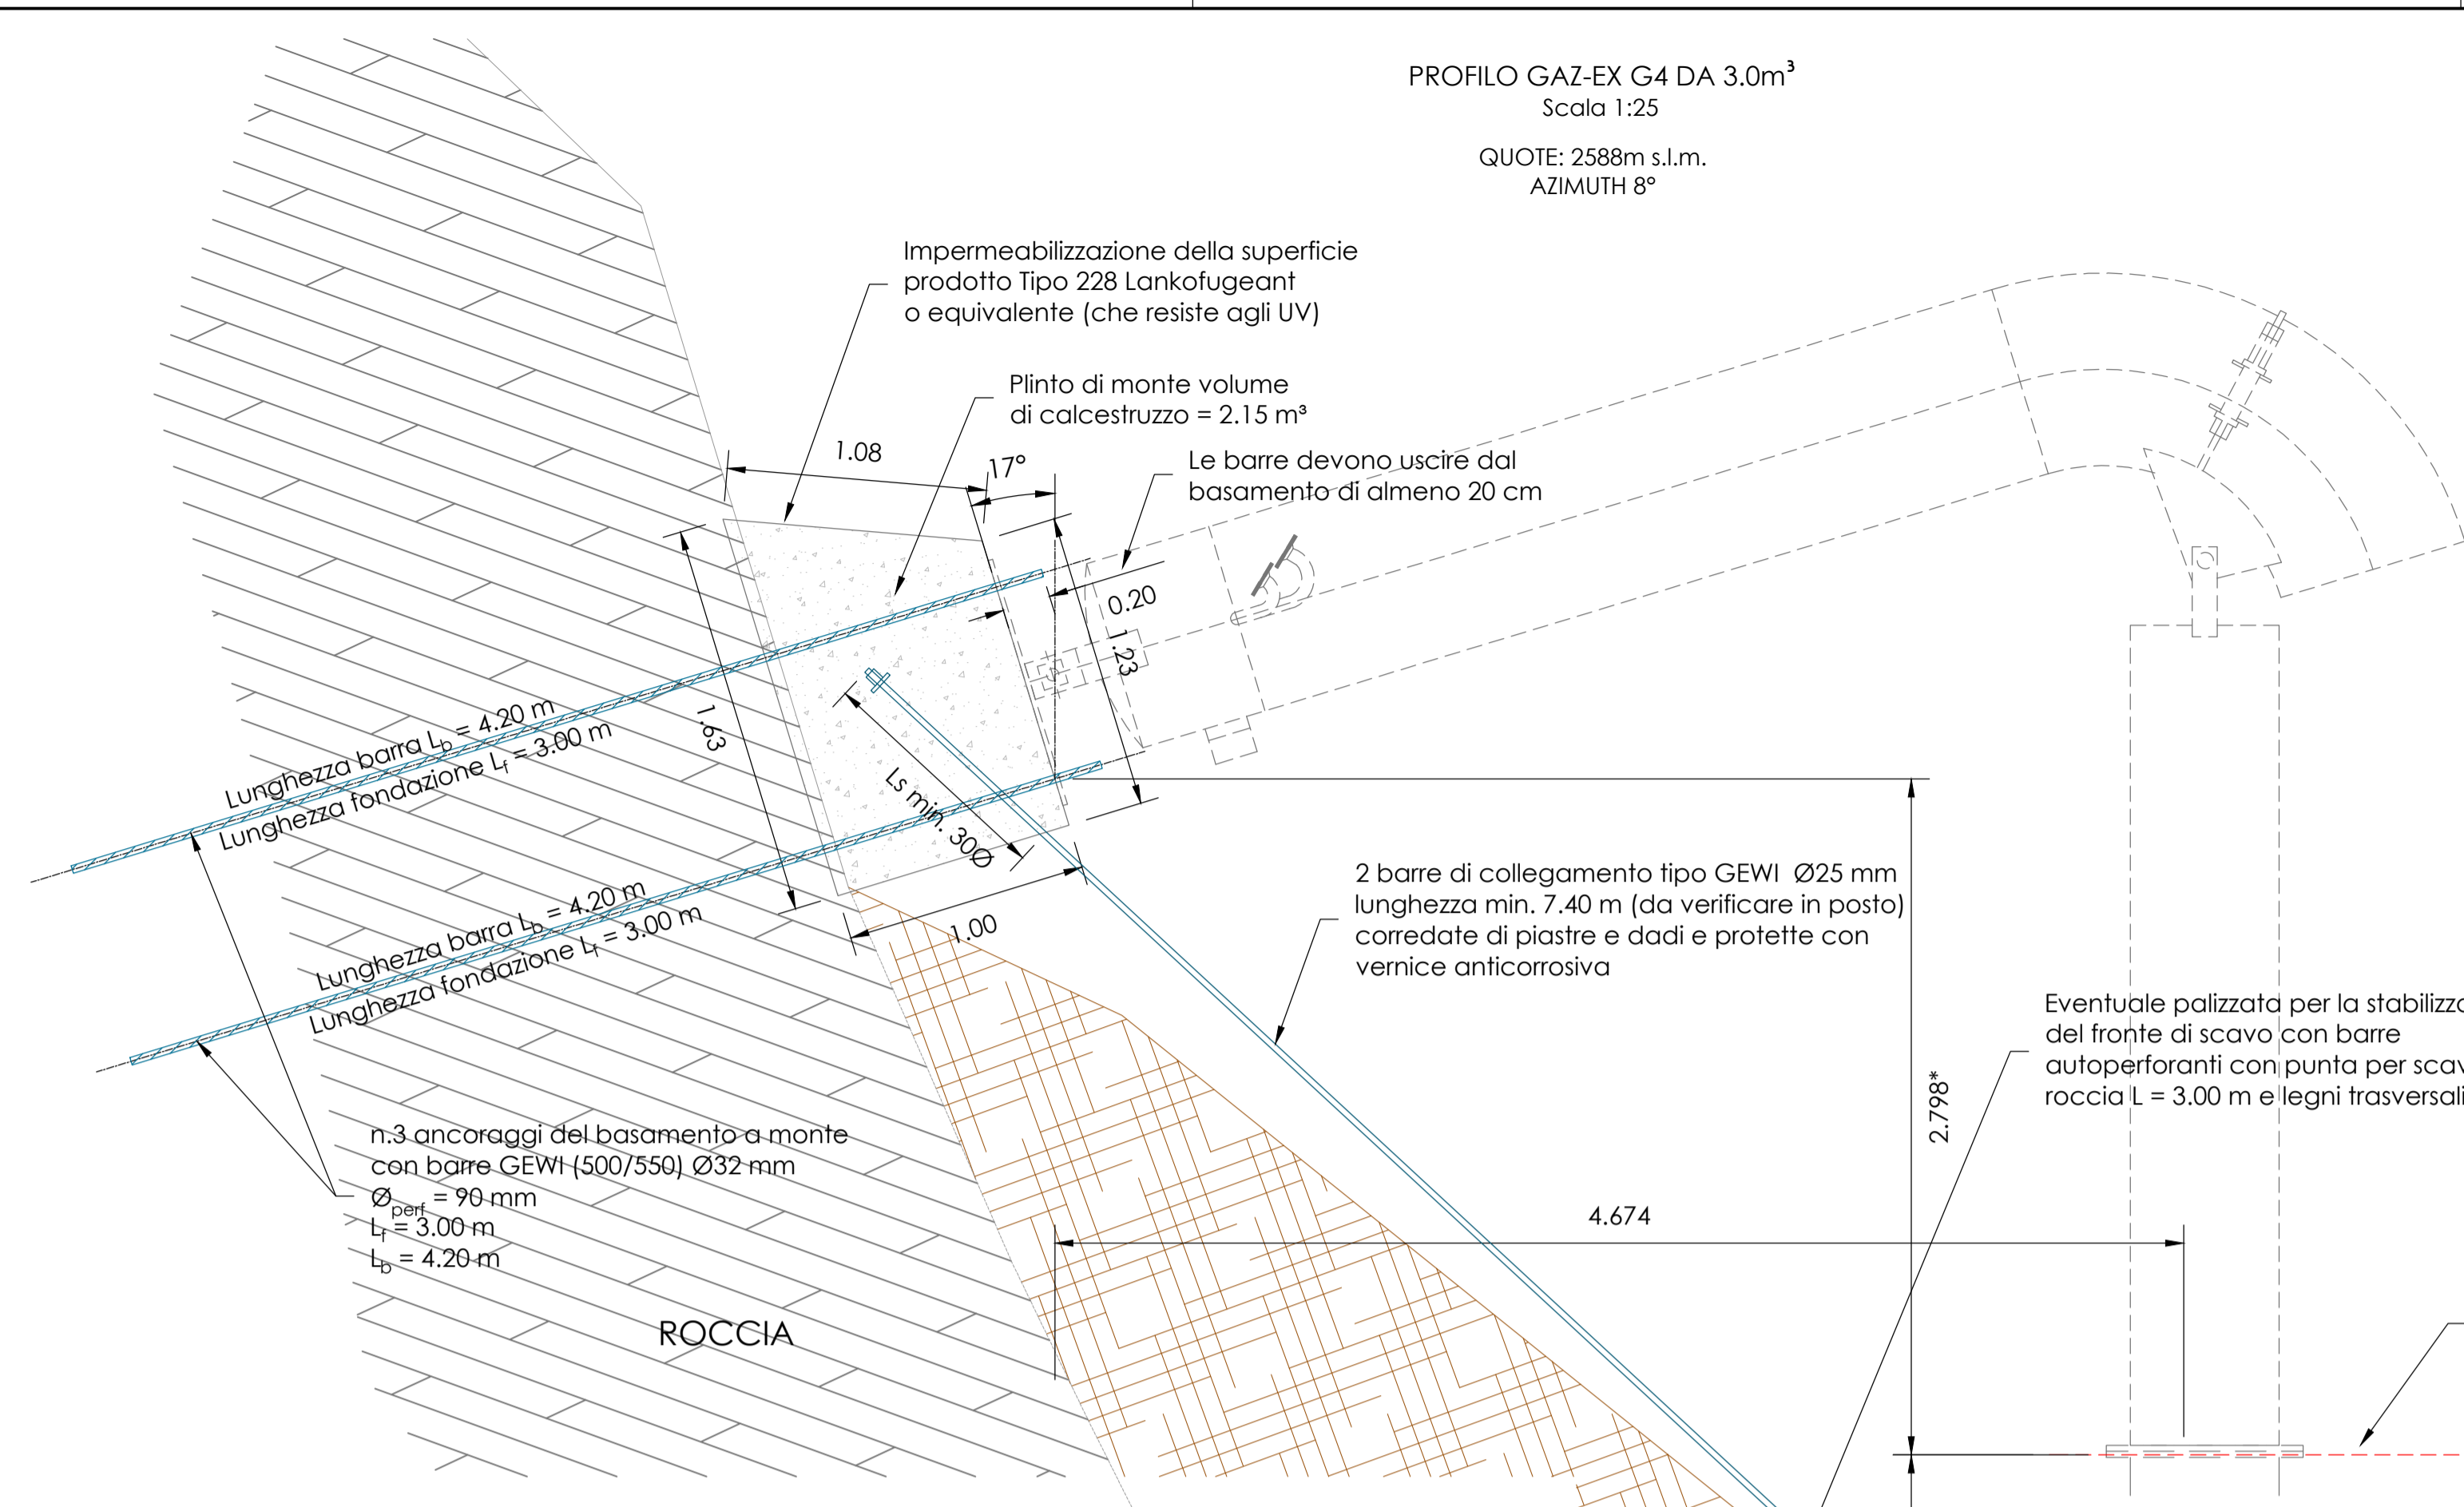 PROFILO GAZ-EX G4 DA 3.0m³
Scala 1:25
QUOTE: 2588m s.l.m.
AZIMUTH 8°
Impermeabilizzazione della superficie
prodotto Tipo 228 Lankofugeant
o equivalente (che resiste agli UV)
Plinto di monte volume
di calcestruzzo = 2.15 m³
1.08
17°
Le barre devono uscire dal
basamento di almeno 20 cm
0.20
1.23
1.63
Ls min. 30Ø
1.00
Lunghezza barra Lb = 4.20 m
Lunghezza fondazione Lf = 3.00 m
Lunghezza barra Lb = 4.20 m
Lunghezza fondazione Lf = 3.00 m
2 barre di collegamento tipo GEWI Ø25 mm
lunghezza min. 7.40 m (da verificare in posto)
corredate di piastre e dadi e protette con
vernice anticorrosiva
Eventuale palizzata per la stabilizza
del fronte di scavo con barre
autoperforanti con punta per scav
roccia L = 3.00 m e legni trasversali
2.798*
4.674
n.3 ancoraggi del basamento a monte
con barre GEWI (500/550) Ø32 mm
Øperf = 90 mm
Lf = 3.00 m
Lb = 4.20 m
ROCCIA